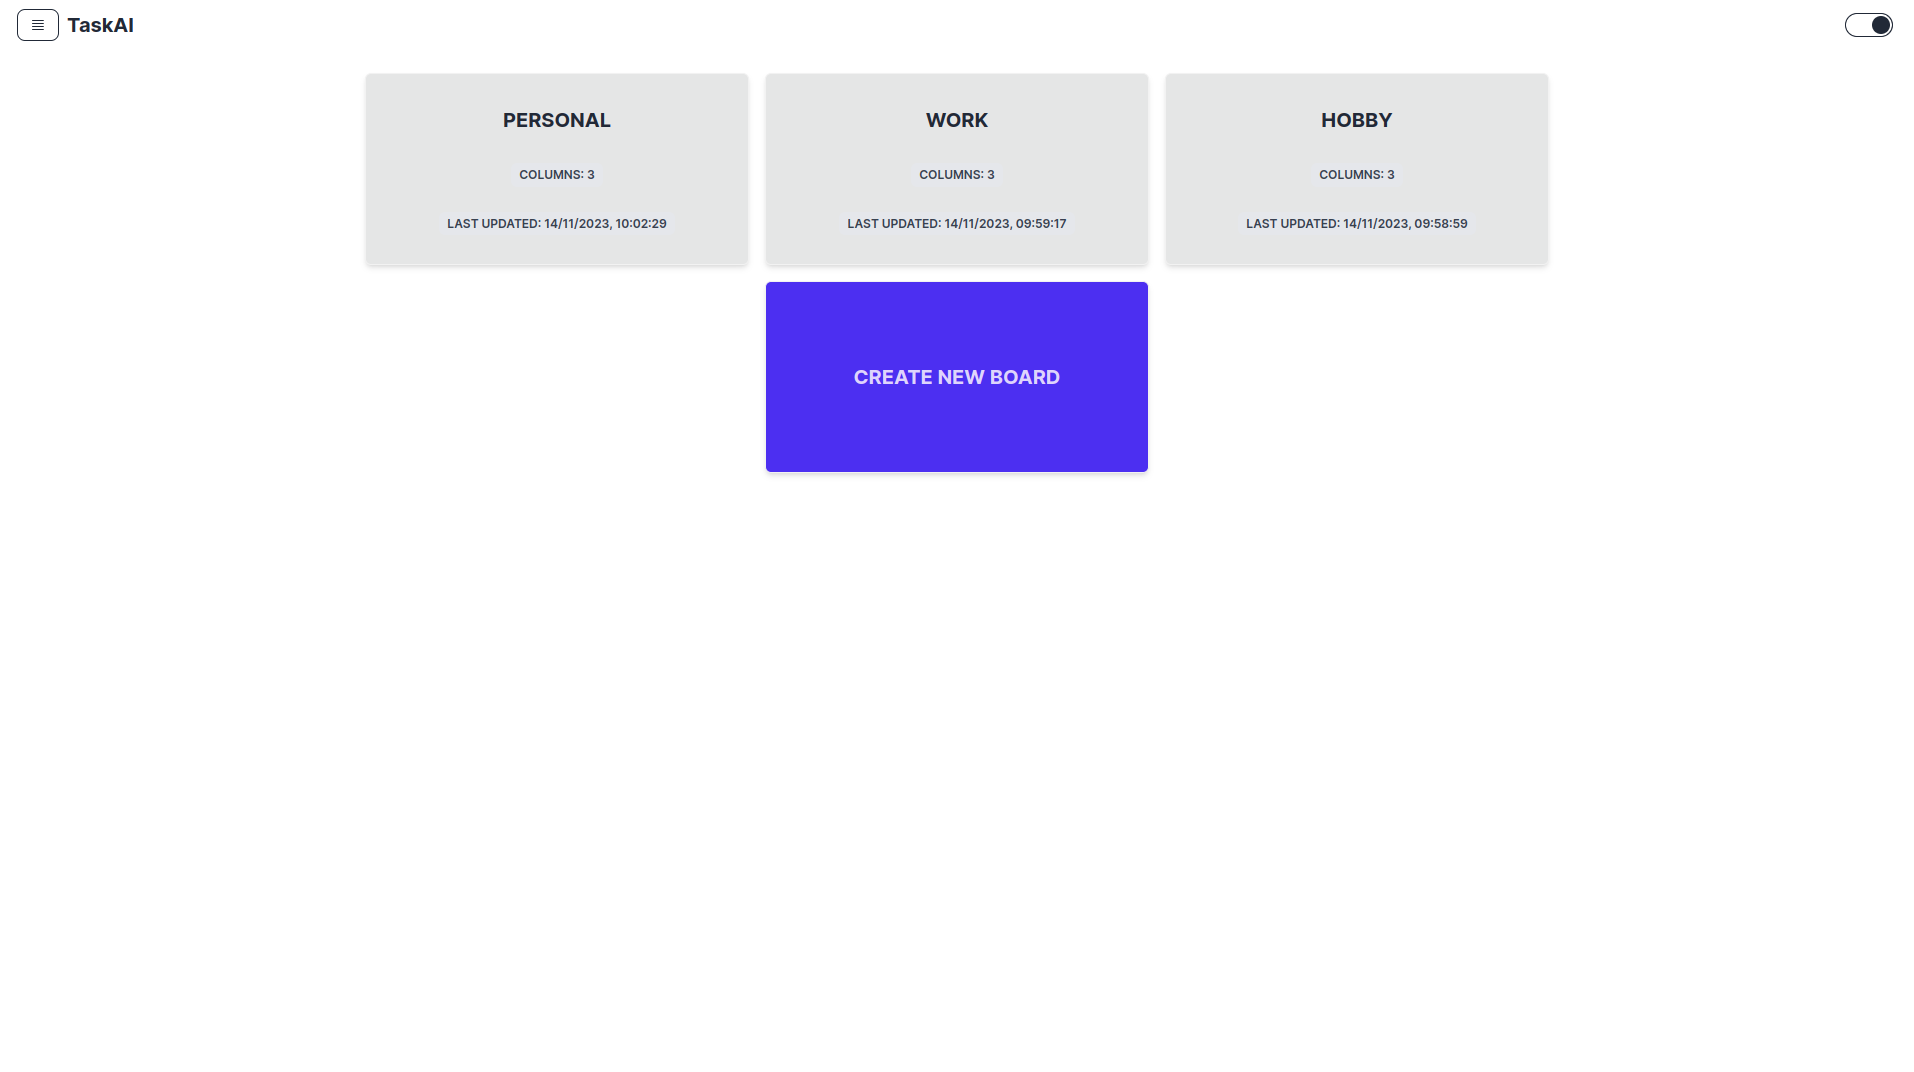 TaskAI
PERSONAL
COLUMNS: 3
LAST UPDATED: 14/11/2023, 10:02:29
WORK
COLUMNS: 3
LAST UPDATED: 14/11/2023, 09:59:17
HOBBY
COLUMNS: 3
LAST UPDATED: 14/11/2023, 09:58:59
CREATE NEW BOARD